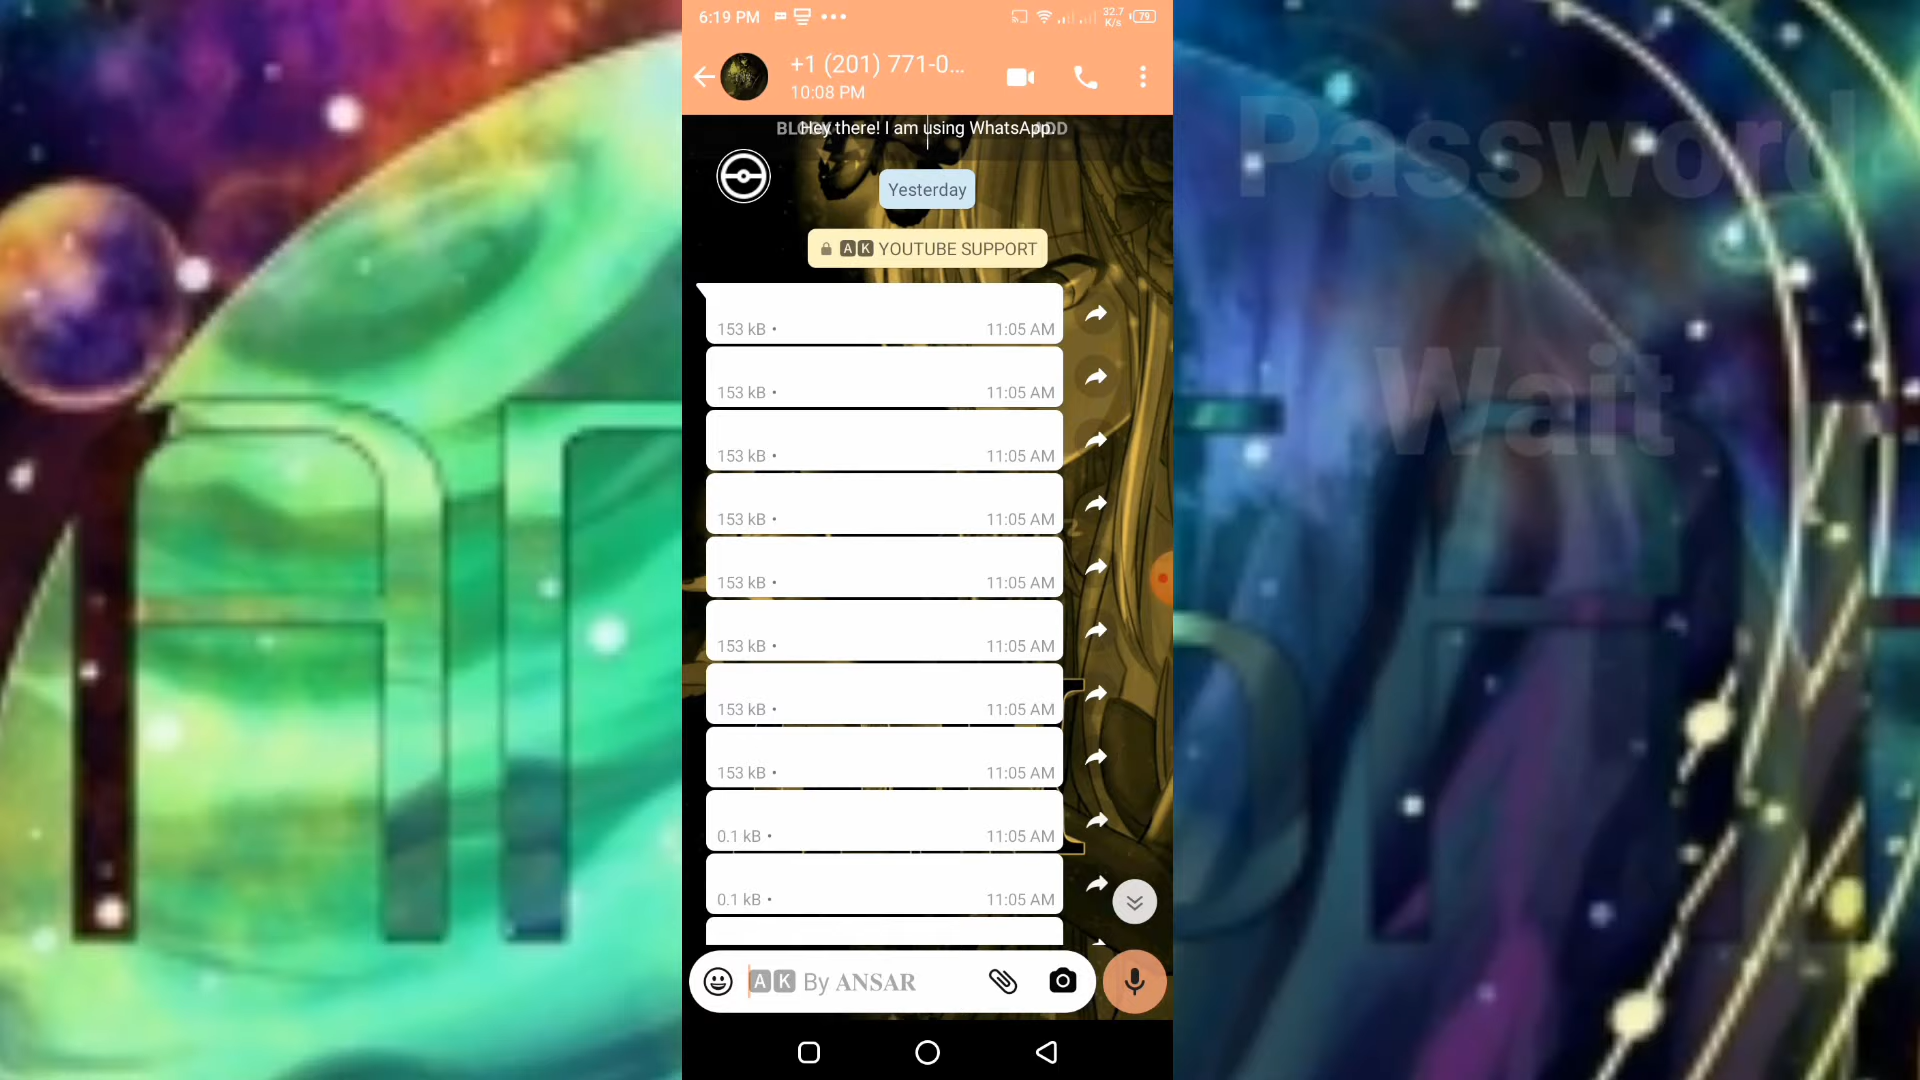 6:19 PM
32.7
K/s
79
+1 (201) 771-0...
10:08 PM
Hey there! I am using WhatsApp.
Yesterday
🅰🅺 YOUTUBE SUPPORT
153 kB • 11:05 AM
153 kB • 11:05 AM
153 kB • 11:05 AM
153 kB • 11:05 AM
153 kB • 11:05 AM
153 kB • 11:05 AM
153 kB • 11:05 AM
153 kB • 11:05 AM
0.1 kB • 11:05 AM
0.1 kB • 11:05 AM
🅰🅺 By ANSAR
Password
Wait